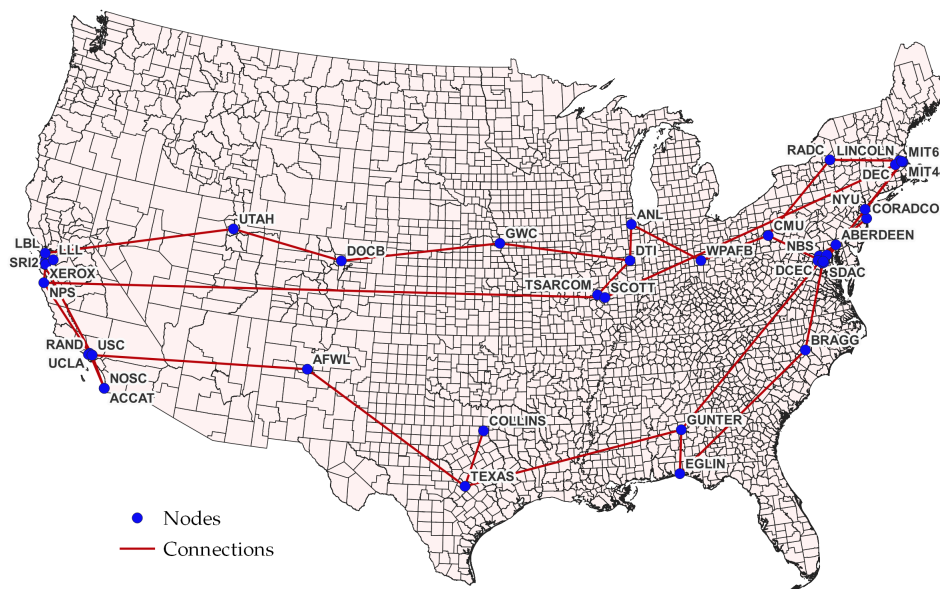 RADC
LINCOLN
MIT6
DEC
MIT4
NYU
CORADCO
UTAH
ANL
CMU
ABERDEEN
LBL
LLL
GWC
NBS
SRI2
DOCB
DTI
WPAFB
XEROX
DCEC
SDAC
NPS
TSARCOM
SCOTT
RAND
USC
BRAGG
UCLA
AFWL
NOSC
ACCAT
COLLINS
GUNTER
EGLIN
TEXAS
Nodes
Connections